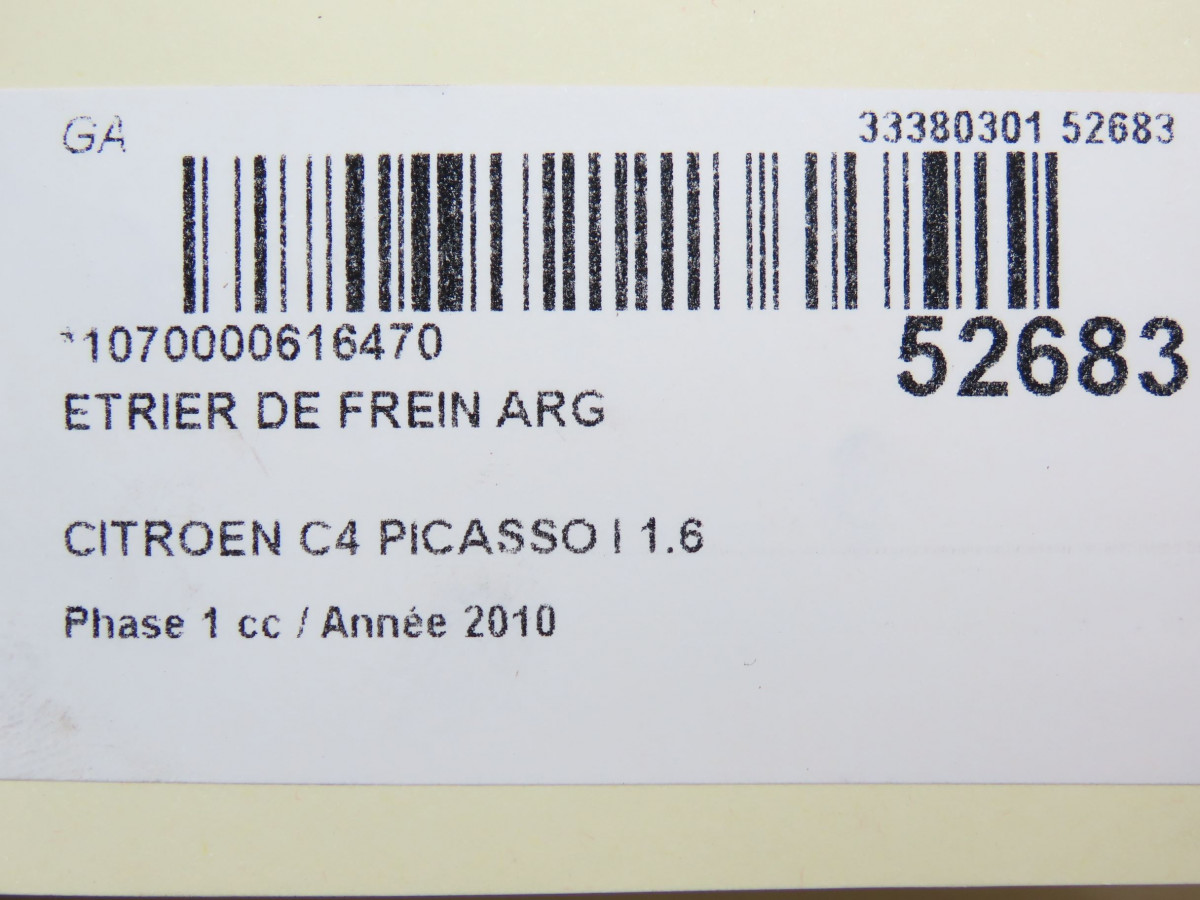 GA
33380301 52683
*1070000616470
52683
ETRIER DE FREIN ARG
CITROEN C4 PICASSO I 1.6
Phase 1 cc / Année 2010